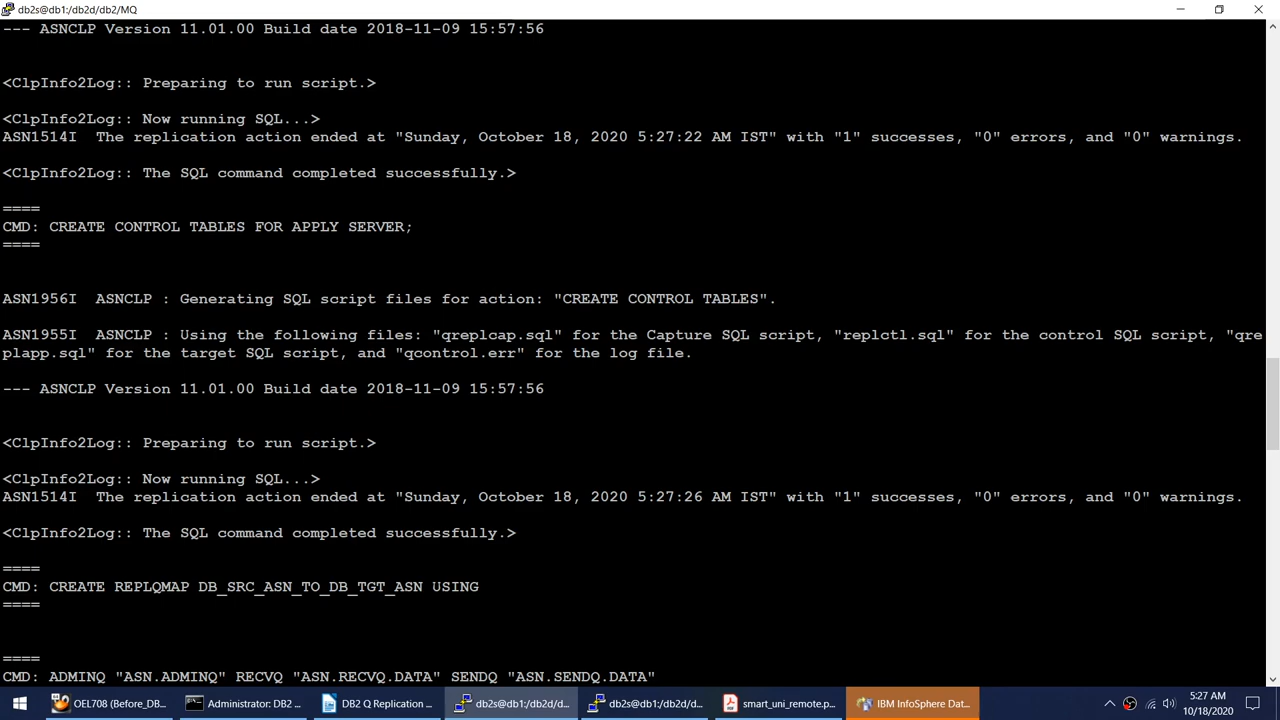 db2s@db1:/db2d/db2/MQ
--- ASNCLP Version 11.01.00 Build date 2018-11-09 15:57:56
<ClpInfo2Log:: Preparing to run script.>
<ClpInfo2Log:: Now running SQL...>
ASN1514I  The replication action ended at "Sunday, October 18, 2020 5:27:22 AM IST" with "1" successes, "0" errors, and "0" warnings.
<ClpInfo2Log:: The SQL command completed successfully.>
====
CMD: CREATE CONTROL TABLES FOR APPLY SERVER;
====
ASN1956I  ASNCLP : Generating SQL script files for action: "CREATE CONTROL TABLES".
ASN1955I  ASNCLP : Using the following files: "qreplcap.sql" for the Capture SQL script, "replctl.sql" for the control SQL script, "qre
plapp.sql" for the target SQL script, and "qcontrol.err" for the log file.
--- ASNCLP Version 11.01.00 Build date 2018-11-09 15:57:56
<ClpInfo2Log:: Preparing to run script.>
<ClpInfo2Log:: Now running SQL...>
ASN1514I  The replication action ended at "Sunday, October 18, 2020 5:27:26 AM IST" with "1" successes, "0" errors, and "0" warnings.
<ClpInfo2Log:: The SQL command completed successfully.>
====
CMD: CREATE REPLQMAP DB_SRC_ASN_TO_DB_TGT_ASN USING
====
====
CMD: ADMINQ "ASN.ADMINQ" RECVQ "ASN.RECVQ.DATA" SENDQ "ASN.SENDQ.DATA"
OEL708 (Before_DB...
Administrator: DB2 ...
DB2 Q Replication ...
db2s@db1:/db2d/d...
db2s@db1:/db2d/d...
smart_uni_remote.p...
IBM InfoSphere Dat...
5:27 AM
10/18/2020